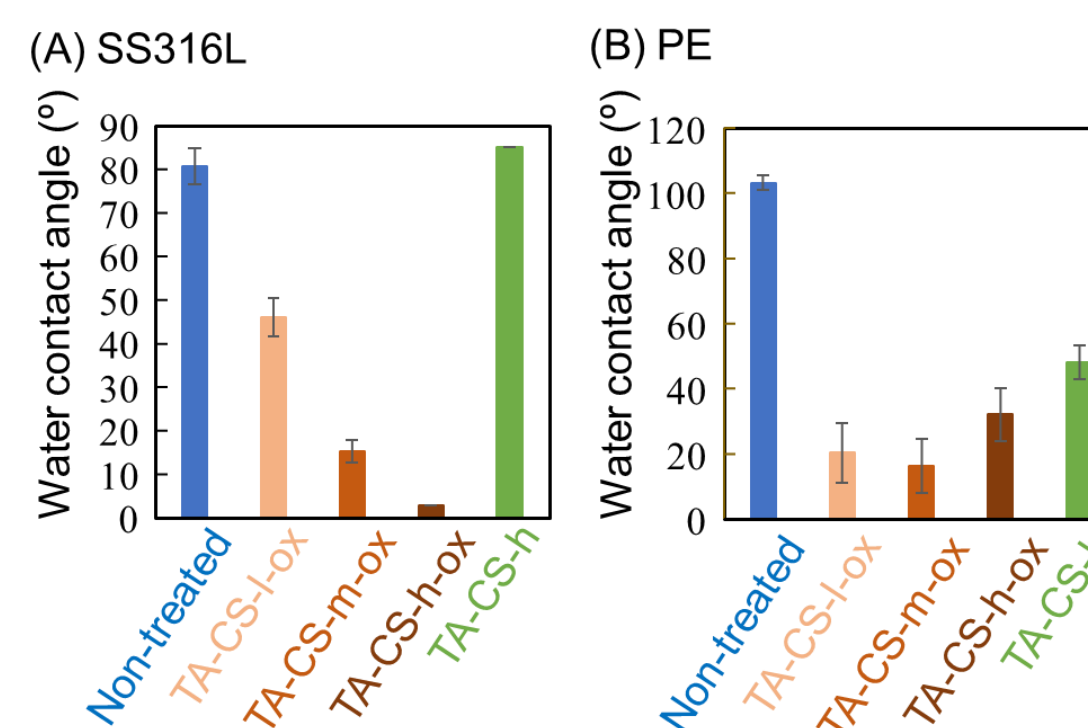 (A) SS316L
Water contact angle (º)
90
80
70
60
50
40
30
20
10
0
Non-treated
TA-CS-l-ox
TA-CS-m-ox
TA-CS-h-ox
TA-CS-h
(B) PE
Water contact angle (º)
120
100
80
60
40
20
0
Non-treated
TA-CS-l-ox
TA-CS-m-ox
TA-CS-h-ox
TA-CS-